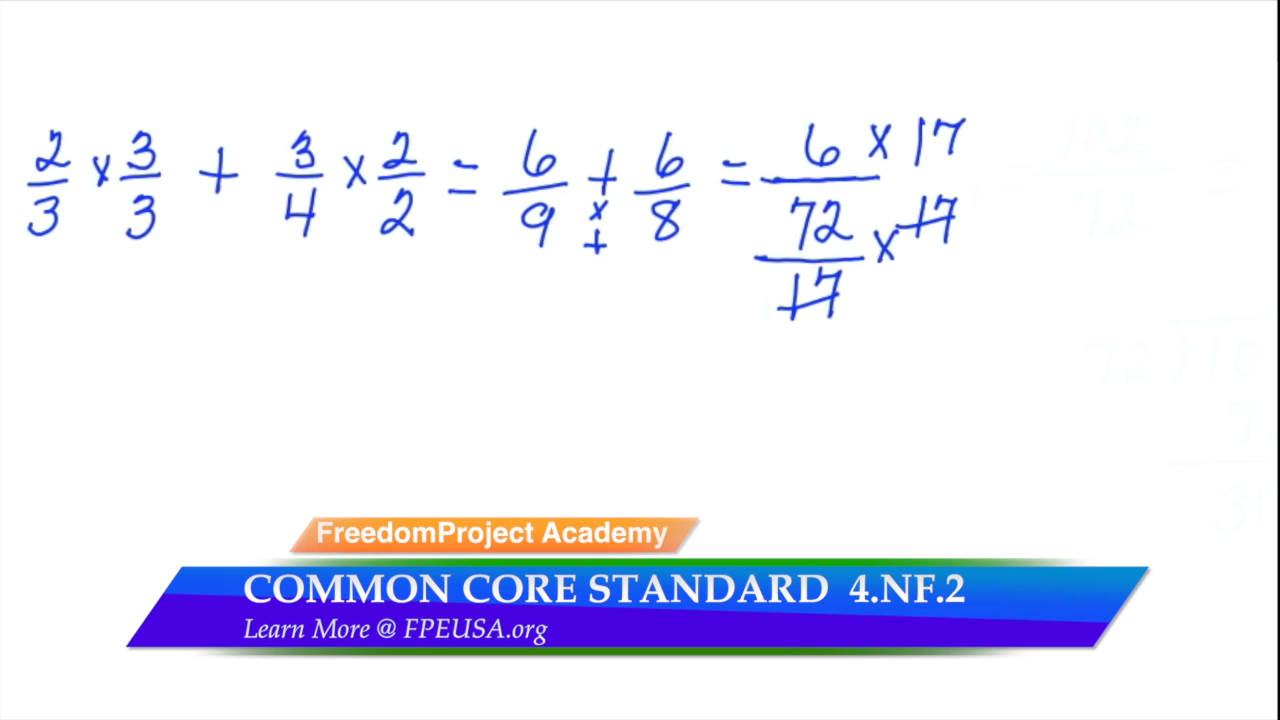 2/3 × 3/3 + 3/4 × 2/2 = 6/9 + 6/8 = 6 × 17
× 72 × 17
+ 17
FreedomProject Academy
COMMON CORE STANDARD 4.NF.2
Learn More @ FPEUSA.org